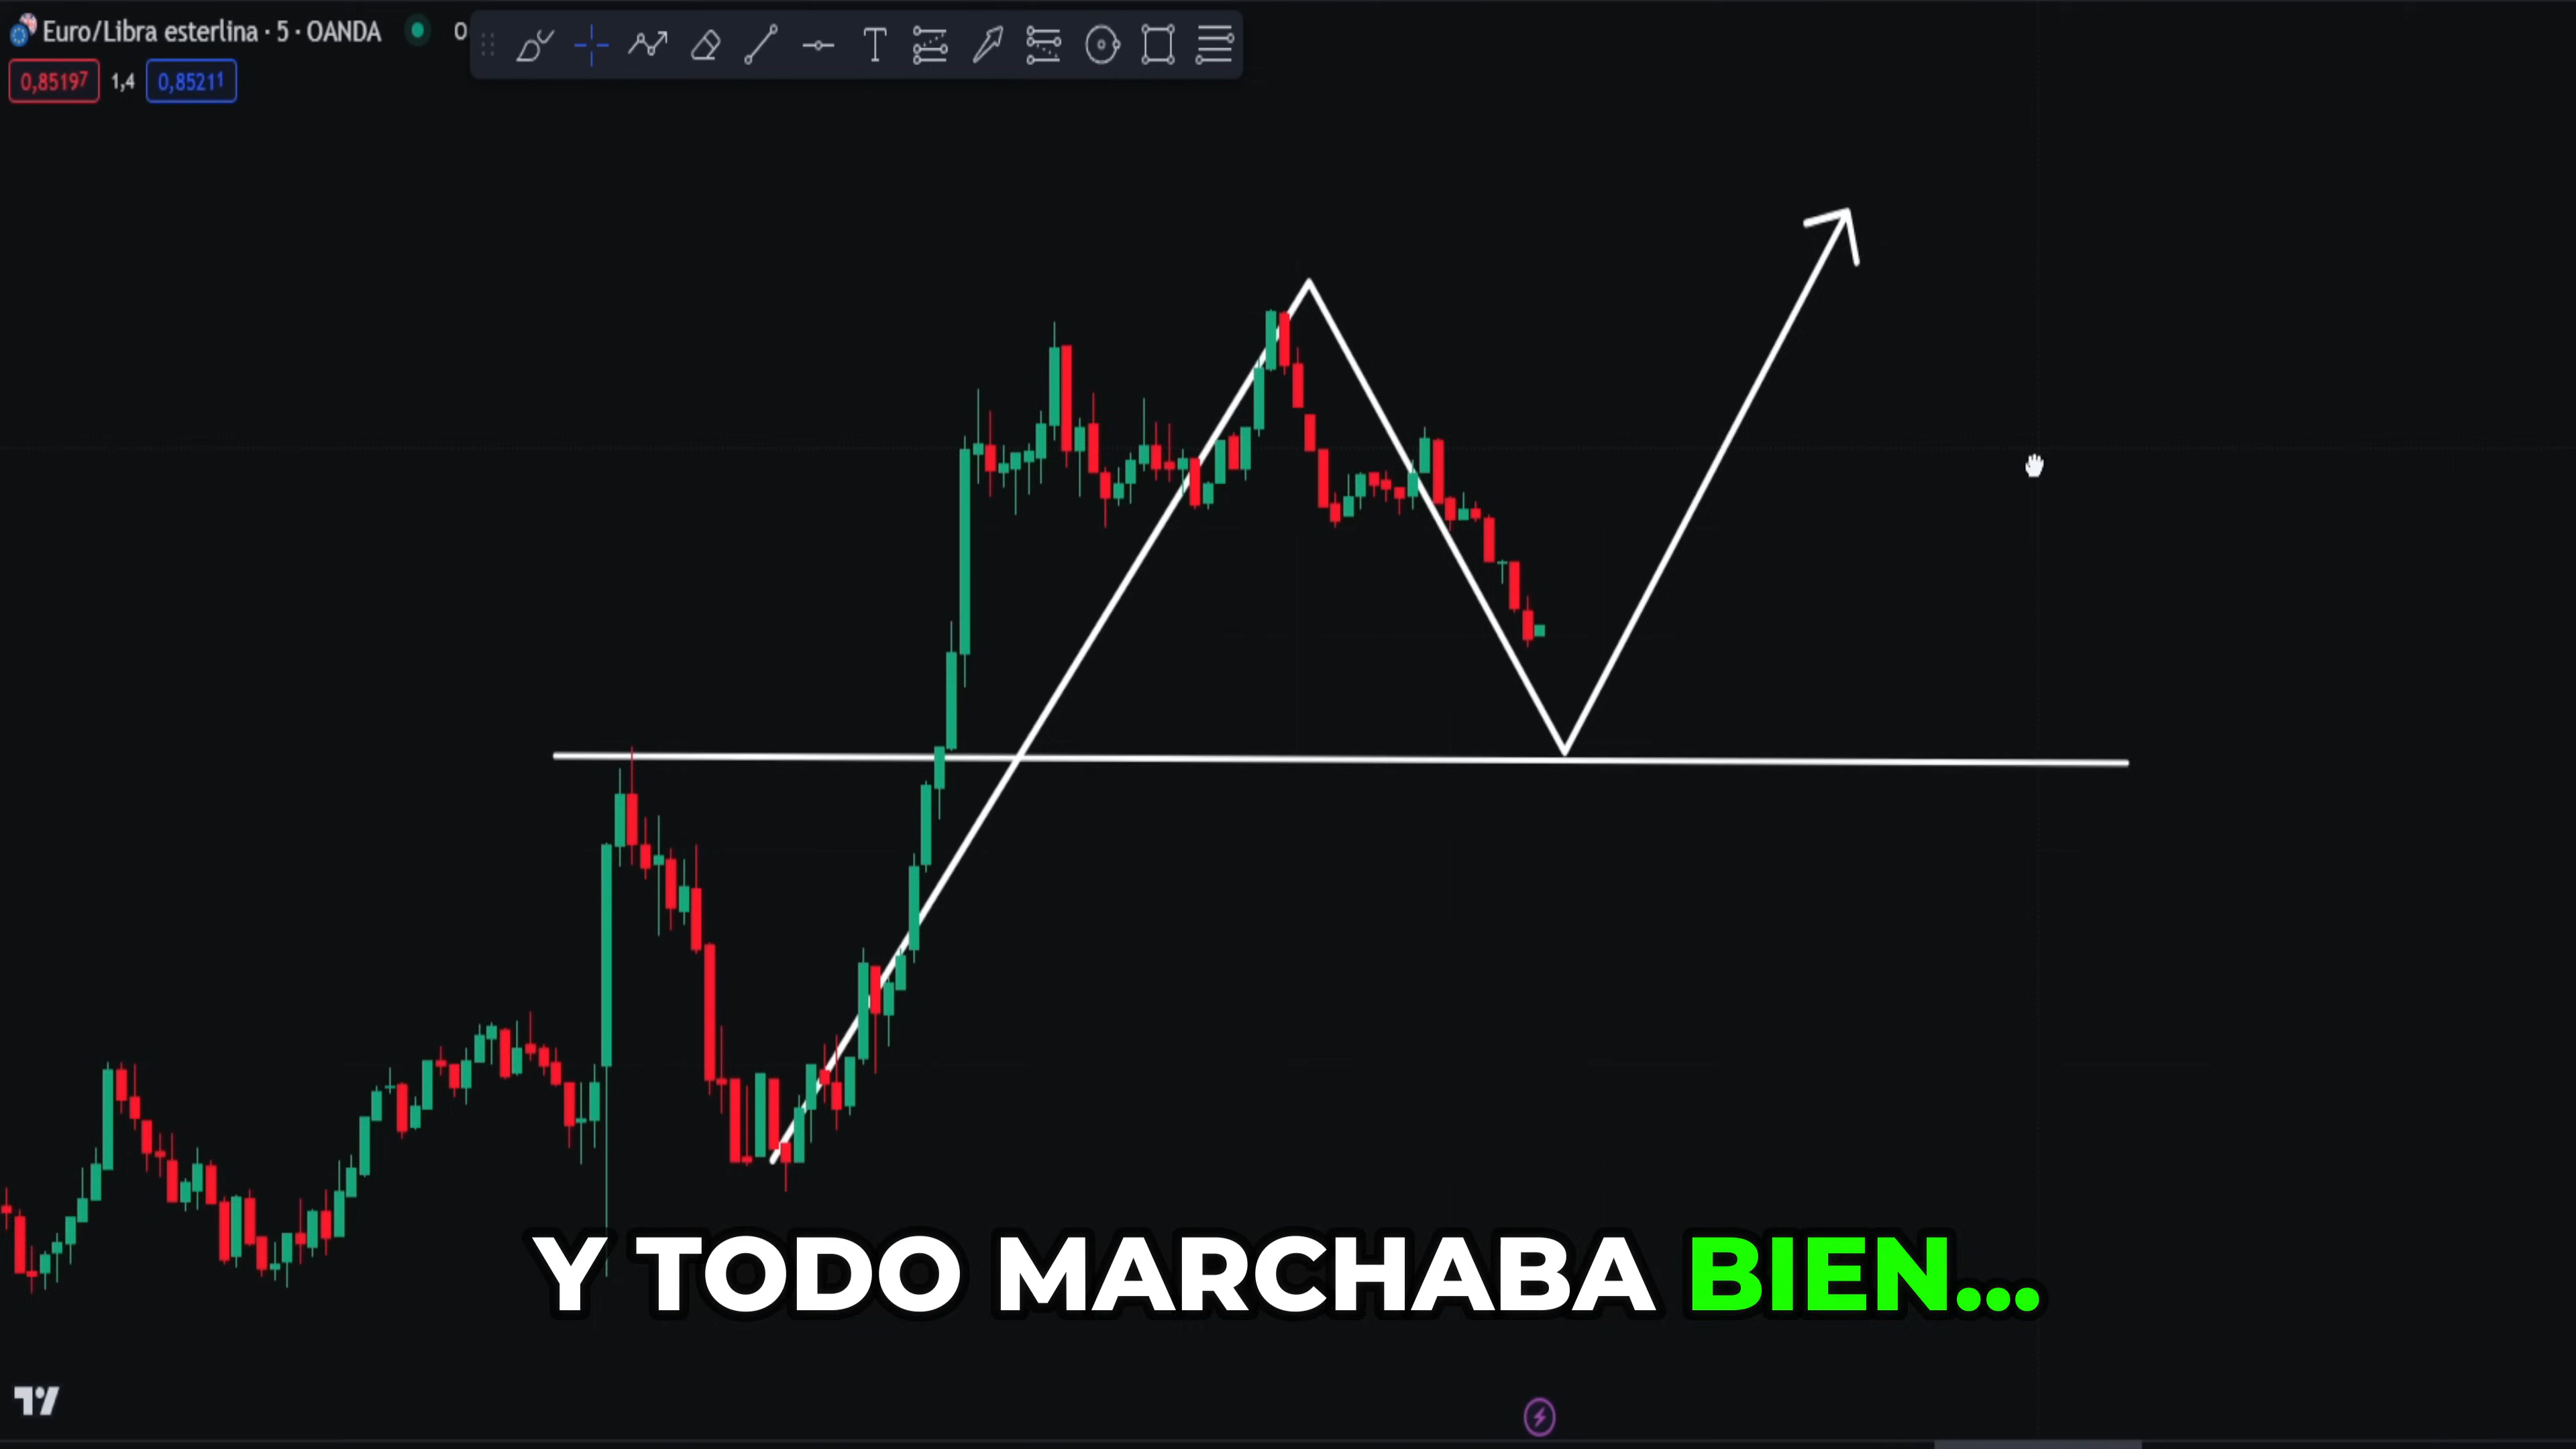 Euro/Libra esterlina · 5 · OANDA
0,85197 1,4 0,85211
Y TODO MARCHABA BIEN...